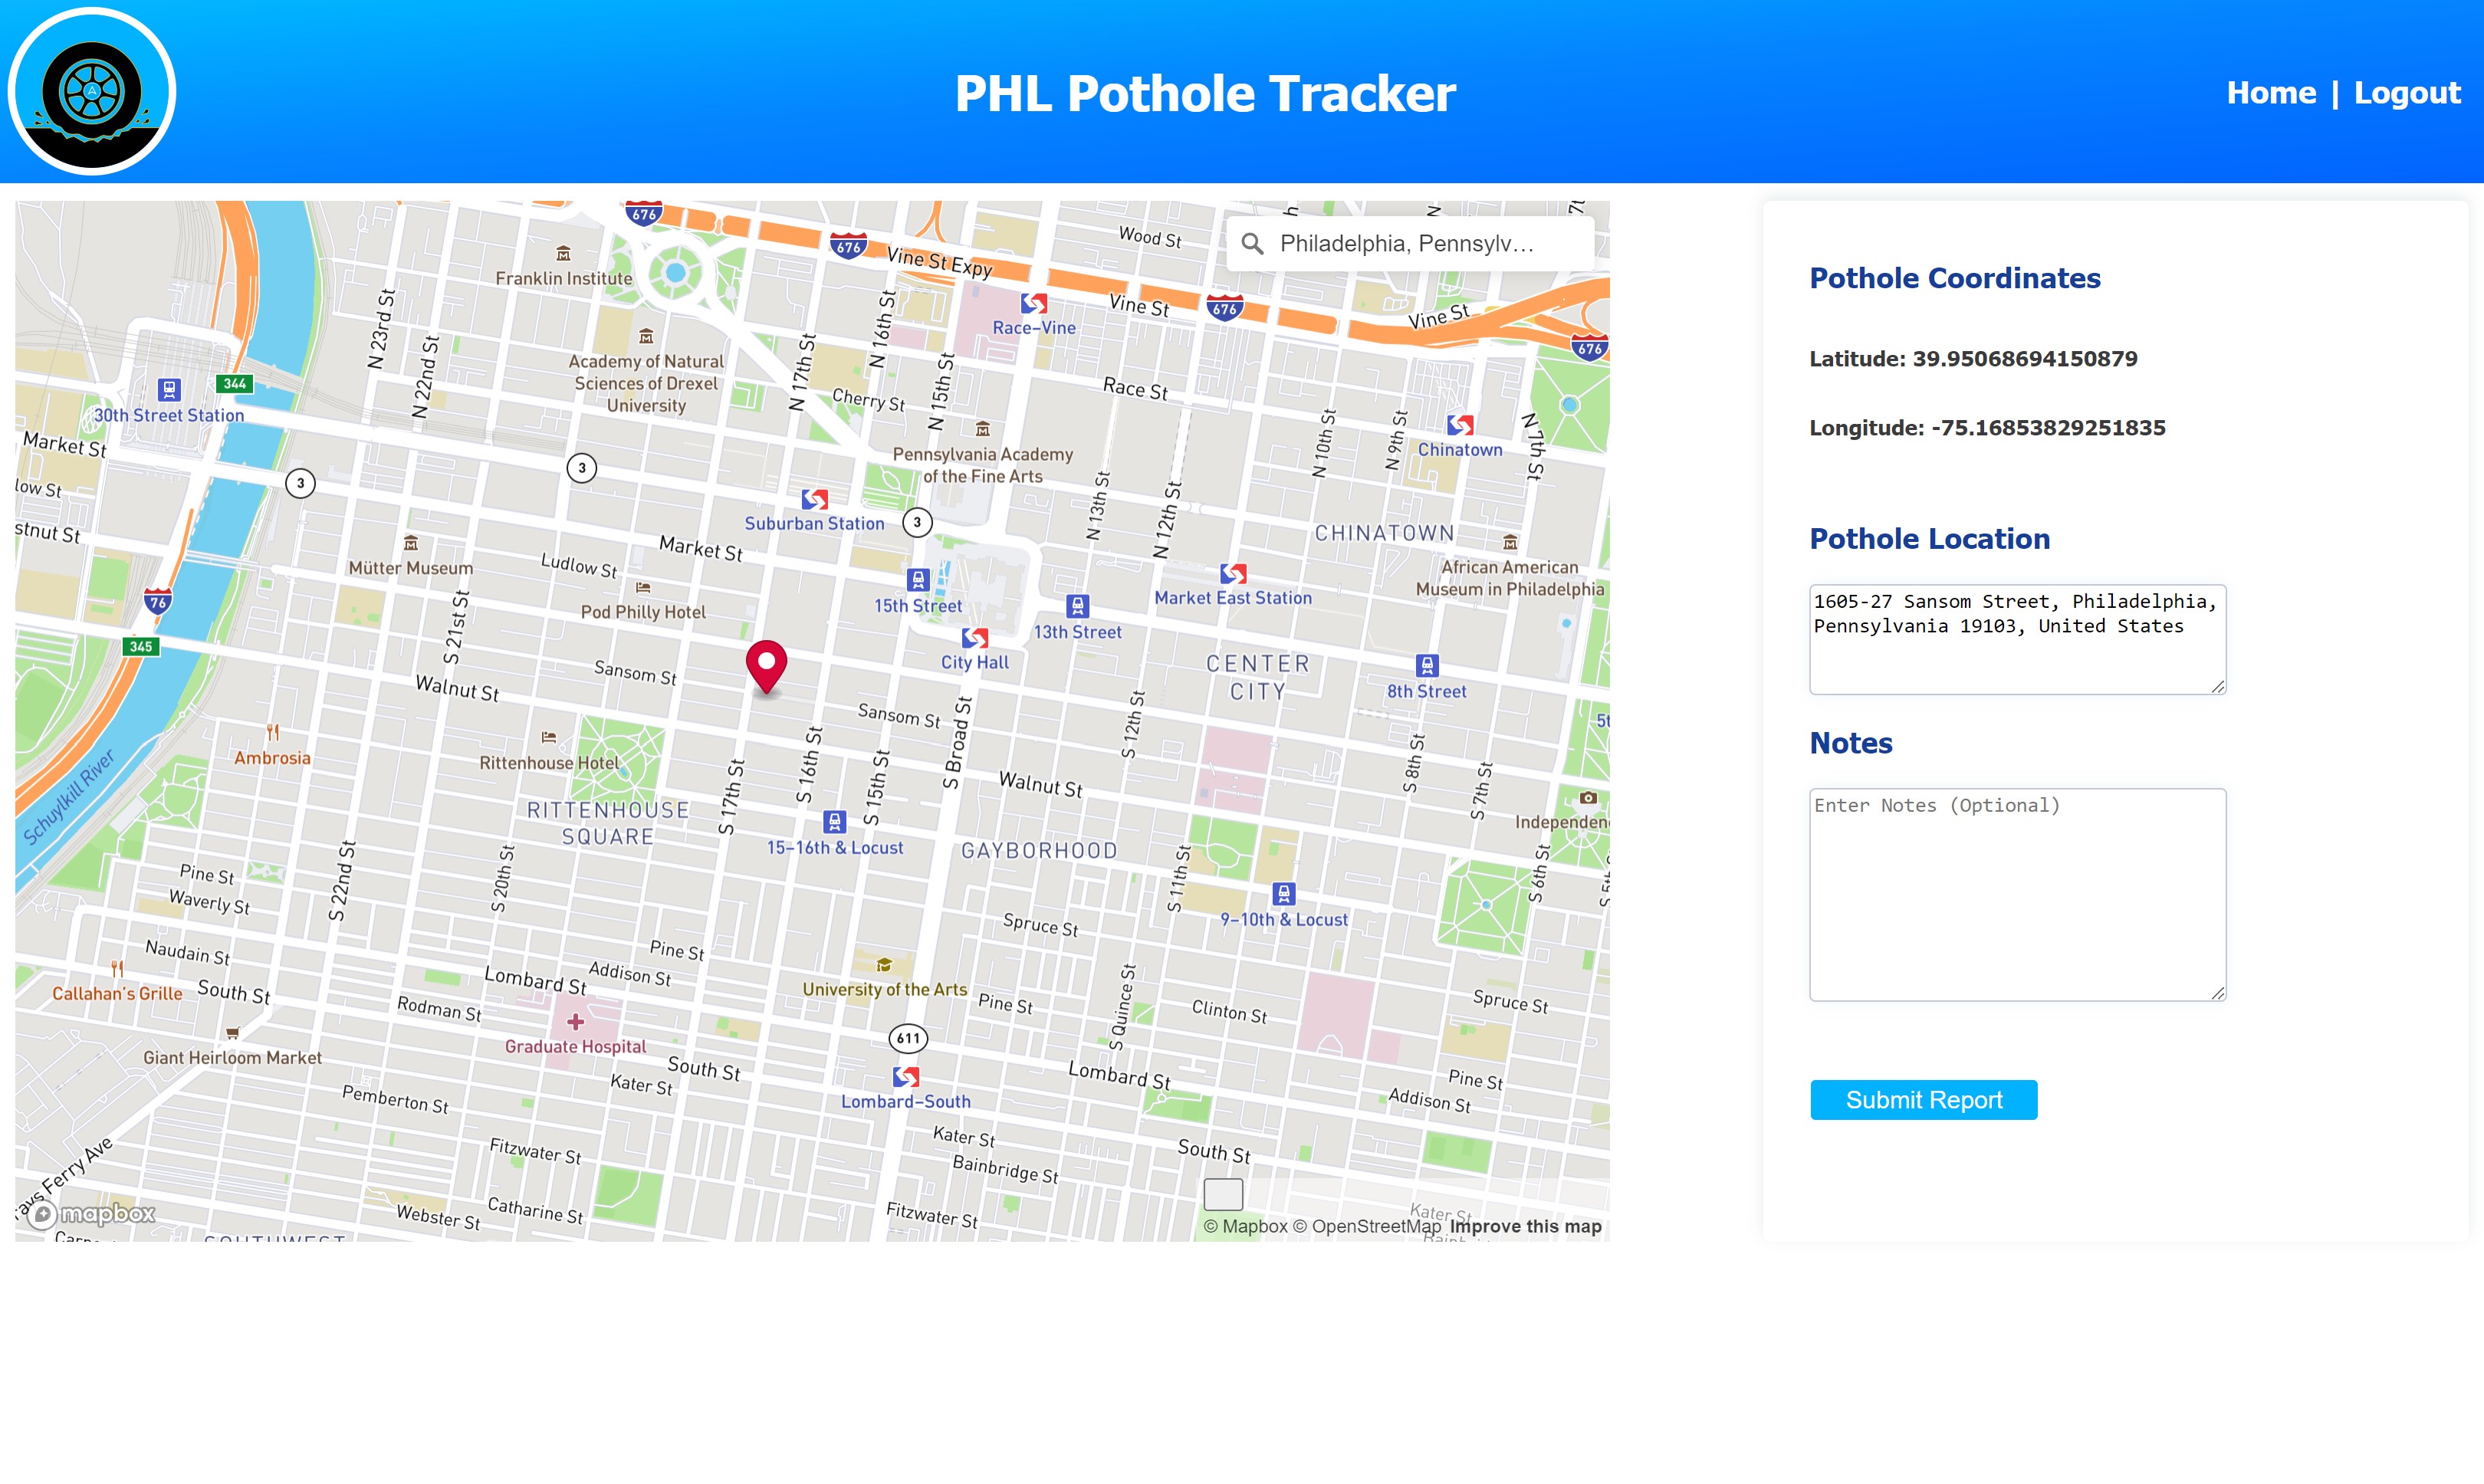 PHL Pothole Tracker
Home | Logout
676
676
676
676
Philadelphia, Pennsylv...
Wood St
Vine St Expy
Franklin Institute
Vine St
Vine St
Race-Vine
N 23rd St
N 22nd St
N 17th St
N 16th St
N 15th St
Academy of Natural
Sciences of Drexel
University
Cherry St
Race St
344
30th Street Station
Market St
N 10th St
N 9th St
N 7th St
Chinatown
Pennsylvania Academy
of the Fine Arts
3
3
3
low St
stnut St
Suburban Station
N 13th St
N 12th St
CHINATOWN
Market St
Ludlow St
Mütter Museum
African American
Museum in Philadelphia
Pod Philly Hotel
15th Street
Market East Station
13th Street
76
345
S 21st St
City Hall
CENTER
CITY
8th Street
Sansom St
Walnut St
Sansom St
S Broad St
S 12th St
5t
Ambrosia
Rittenhouse Hotel
S 17th St
S 16th St
S 15th St
Walnut St
S 8th St
S 7th St
Schuylkill River
RITTENHOUSE
SQUARE
15-16th & Locust
GAYBORHOOD
Independen
S 22nd St
S 20th St
S 11th St
S 6th St
S 5th
Pine St
Waverly St
9-10th & Locust
Spruce St
Naudain St
Pine St
Addison St
Lombard St
Callahan's Grille
South St
University of the Arts
Rodman St
Pine St
S Quince St
Clinton St
Spruce St
Graduate Hospital
611
Giant Heirloom Market
South St
Kater St
Lombard St
Pine St
Addison St
Pemberton St
Lombard-South
Kater St
Bainbridge St
South St
Fitzwater St
rays Ferry Ave
Catharine St
Webster St
Fitzwater St
Kater St
mapbox
© Mapbox © OpenStreetMap Improve this map
SOUTHWEST
Pothole Coordinates
Latitude: 39.95068694150879
Longitude: -75.16853829251835
Pothole Location
1605-27 Sansom Street, Philadelphia,
Pennsylvania 19103, United States
Notes
Enter Notes (Optional)
Submit Report